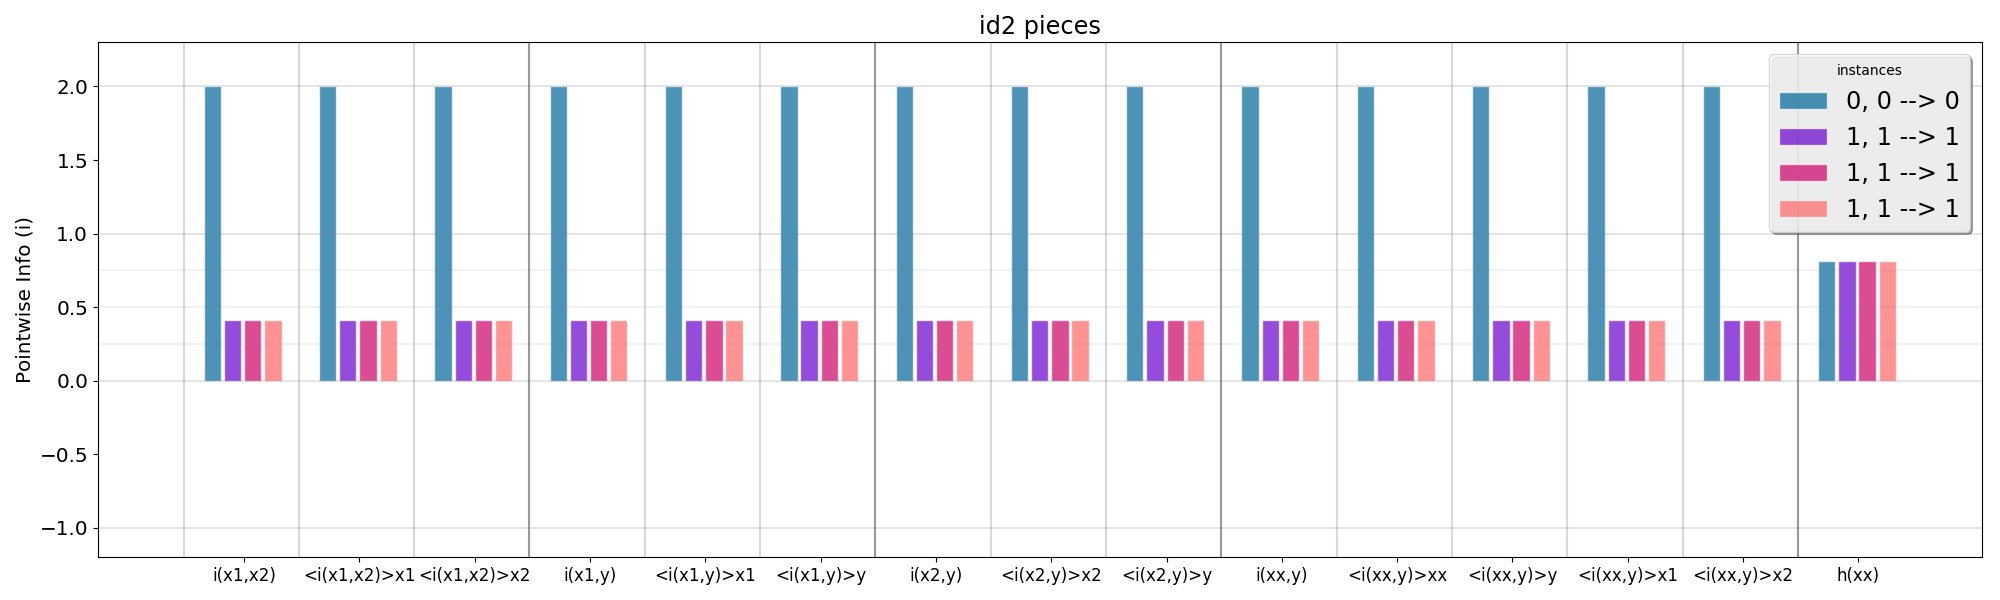 id2 pieces
Pointwise Info (i)
2.0
1.5
1.0
0.5
0.0
−0.5
−1.0
instances
0, 0 --> 0
1, 1 --> 1
1, 1 --> 1
1, 1 --> 1
i(x1,x2) <i(x1,x2)>x1 <i(x1,x2)>x2 i(x1,y) <i(x1,y)>x1 <i(x1,y)>y i(x2,y) <i(x2,y)>x2 <i(x2,y)>y i(xx,y) <i(xx,y)>xx <i(xx,y)>y <i(xx,y)>x1 <i(xx,y)>x2 h(xx)